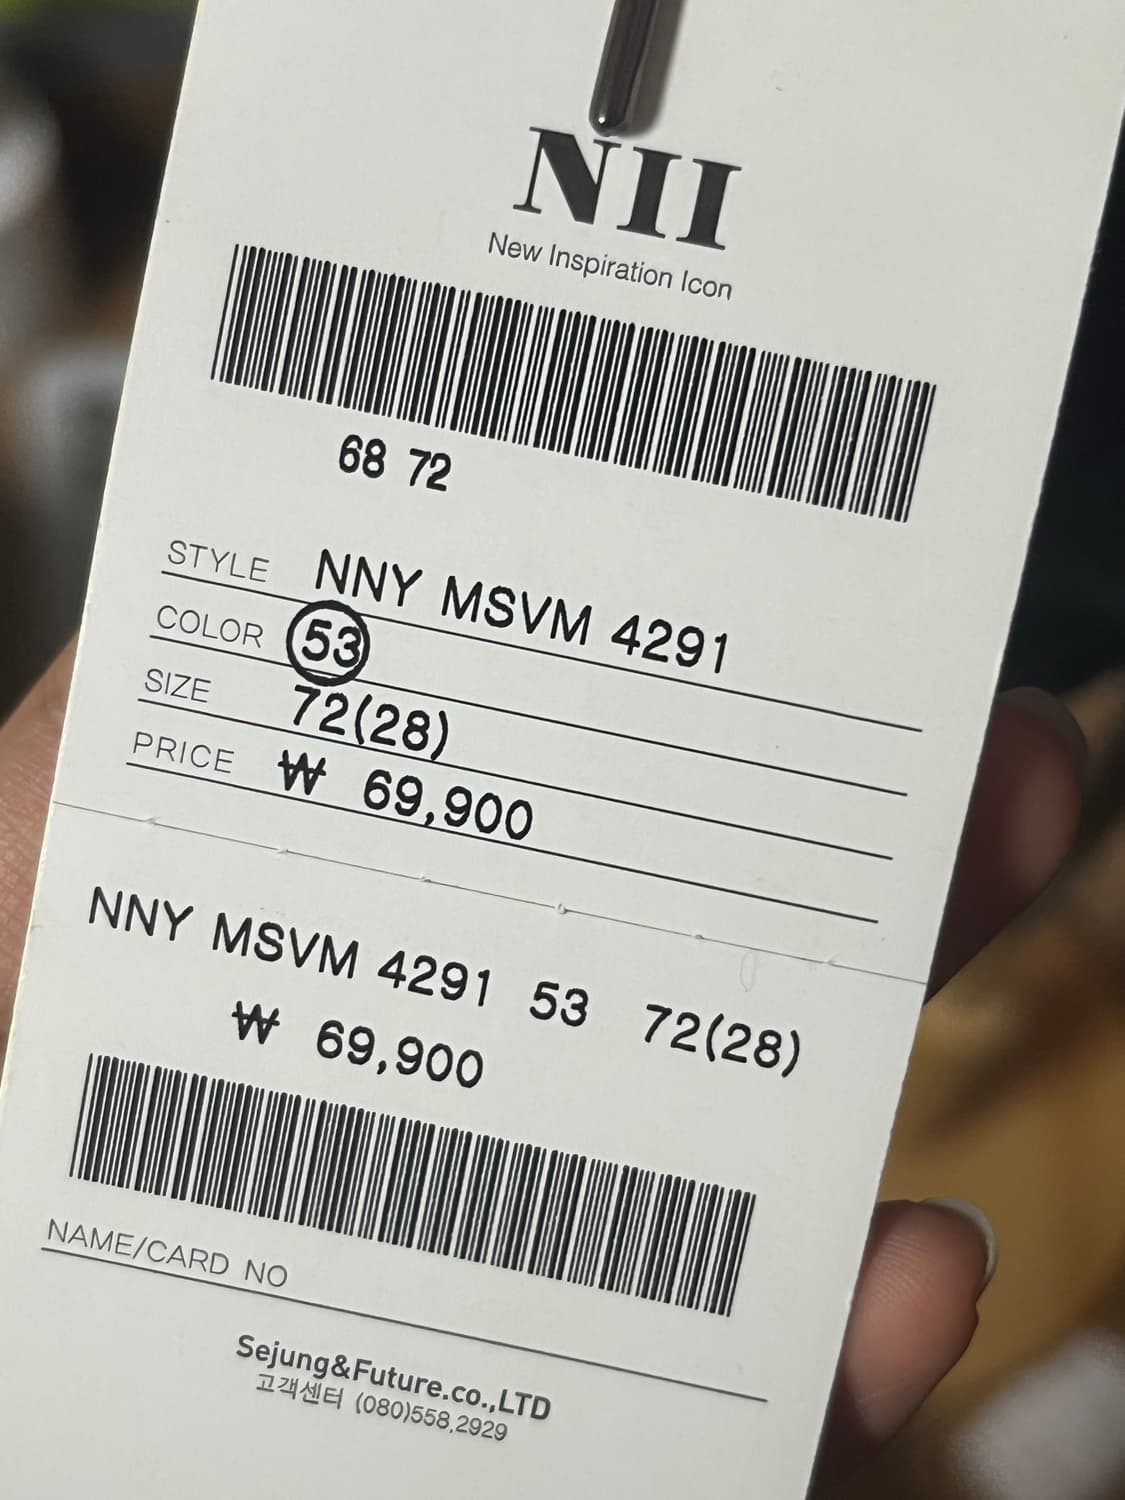 NII
New Inspiration Icon
68 72
STYLE NNY MSVM 4291
COLOR 53
SIZE 72(28)
PRICE ₩ 69,900
NNY MSVM 4291 53 72(28)
₩ 69,900
NAME/CARD NO
Sejung&Future.co.,LTD
고객센터 (080)558.2929